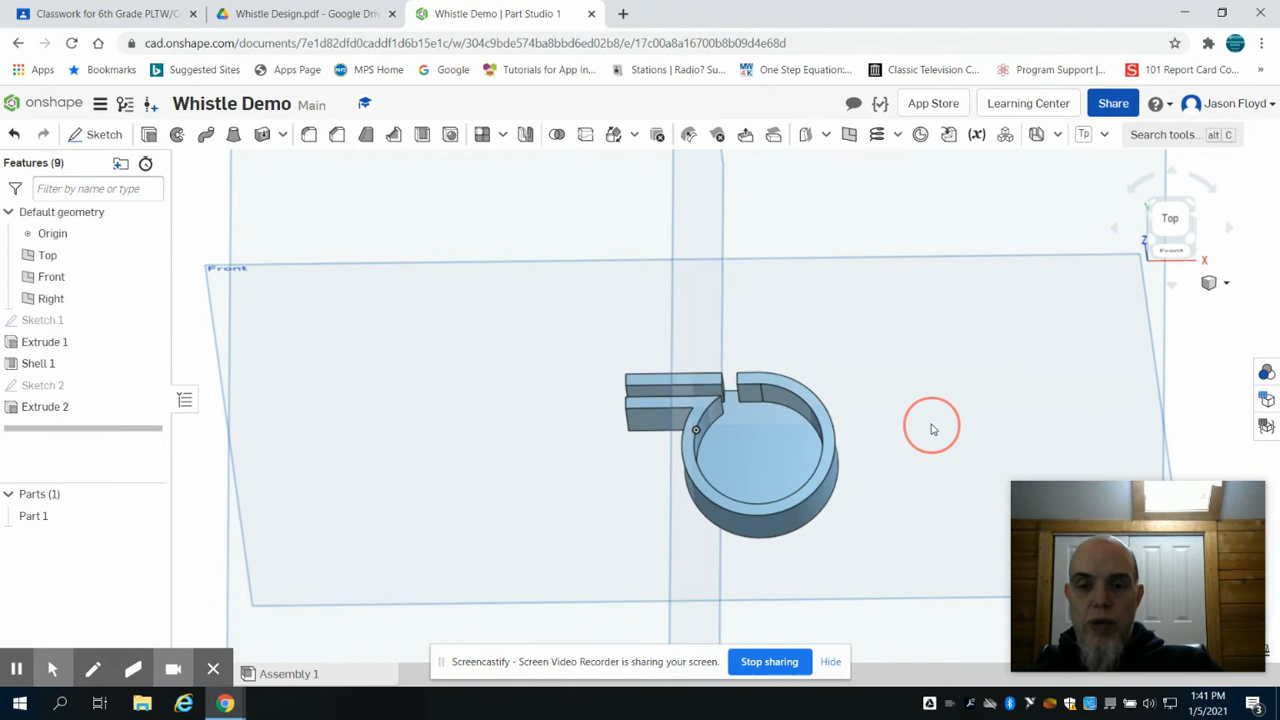 Classwork for 6th Grade PLTW/C
Whistle Design.pdf - Google Driv
Whistle Demo | Part Studio 1
cad.onshape.com/documents/7e1d82dfd0caddf1d6b15e1c/w/304c9bde574ba8bbd6ed02b8/e/17c00a8a16700b8b09d4e68d
Apps
Bookmarks
Suggested Sites
Apps Page
MPS Home
Google
Tutorials for App In...
Stations | Radio? Su...
One Step Equation:...
Classic Television C...
Program Support |...
101 Report Card Co...
»
onshape
Whistle Demo Main
App Store
Learning Center
Share
Jason Floyd
Sketch
(x)
Tp
Search tools...
alt C
Features (9)
Filter by name or type
Default geometry
Origin
Top
Front
Right
Sketch 1
Extrude 1
Shell 1
Sketch 2
Extrude 2
Parts (1)
Part 1
Front
Top
Front
Z
X
Screencastify - Screen Video Recorder is sharing your screen.
Stop sharing
Hide
Assembly 1
1:41 PM
1/5/2021
3